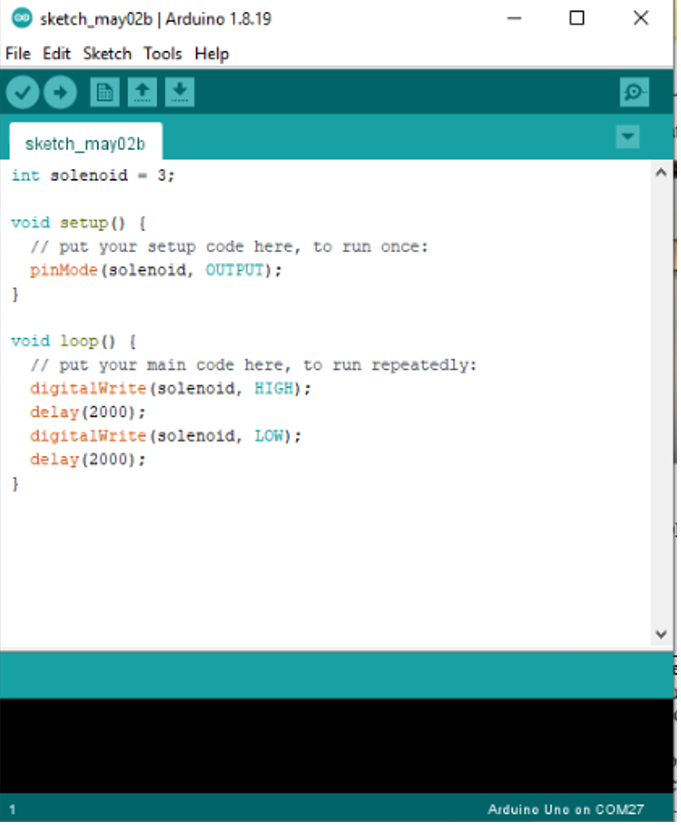 sketch_may02b | Arduino 1.8.19
File Edit Sketch Tools Help
sketch_may02b
int solenoid = 3;
void setup() {
// put your setup code here, to run once:
pinMode(solenoid, OUTPUT);
}
void loop() {
// put your main code here, to run repeatedly:
digitalWrite(solenoid, HIGH);
delay(2000);
digitalWrite(solenoid, LOW);
delay(2000);
}
1 Arduino Uno on COM27